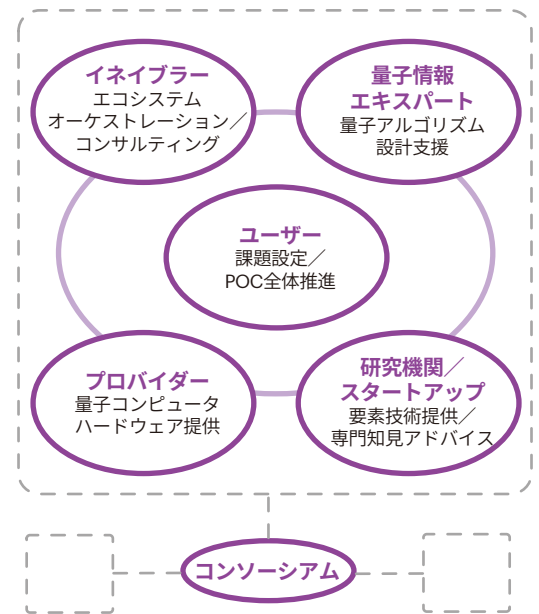 イネイブラー
エコシステム
オーケストレーション／
コンサルティング
量子情報
エキスパート
量子アルゴリズム
設計支援
ユーザー
課題設定／
POC全体推進
プロバイダー
量子コンピュータ
ハードウェア提供
研究機関／
スタートアップ
要素技術提供／
専門知見アドバイス
コンソーシアム